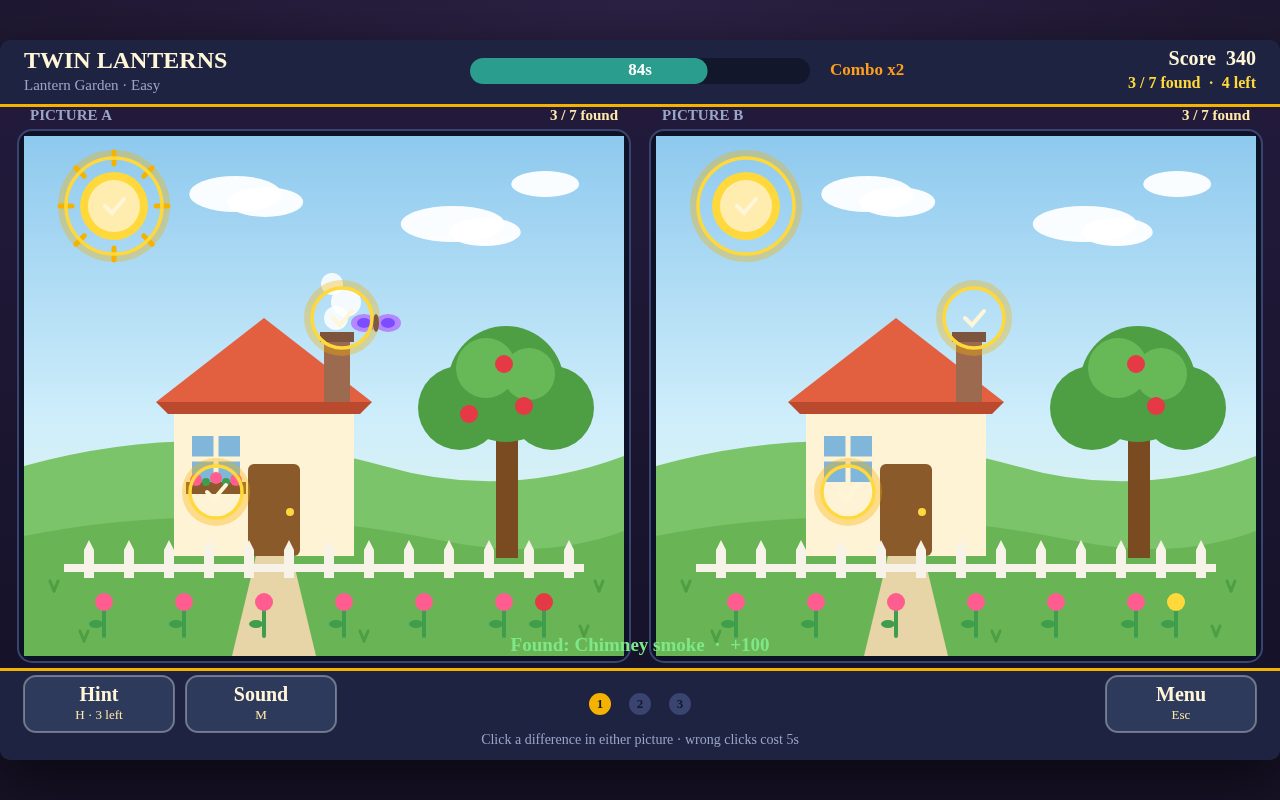 TWIN LANTERNS
Lantern Garden · Easy
84s
Combo x2
Score 340
3 / 7 found · 4 left
PICTURE A
3 / 7 found
PICTURE B
3 / 7 found
Found: Chimney smoke · +100
Hint
H · 3 left
Sound
M
1
2
3
Click a difference in either picture · wrong clicks cost 5s
Menu
Esc